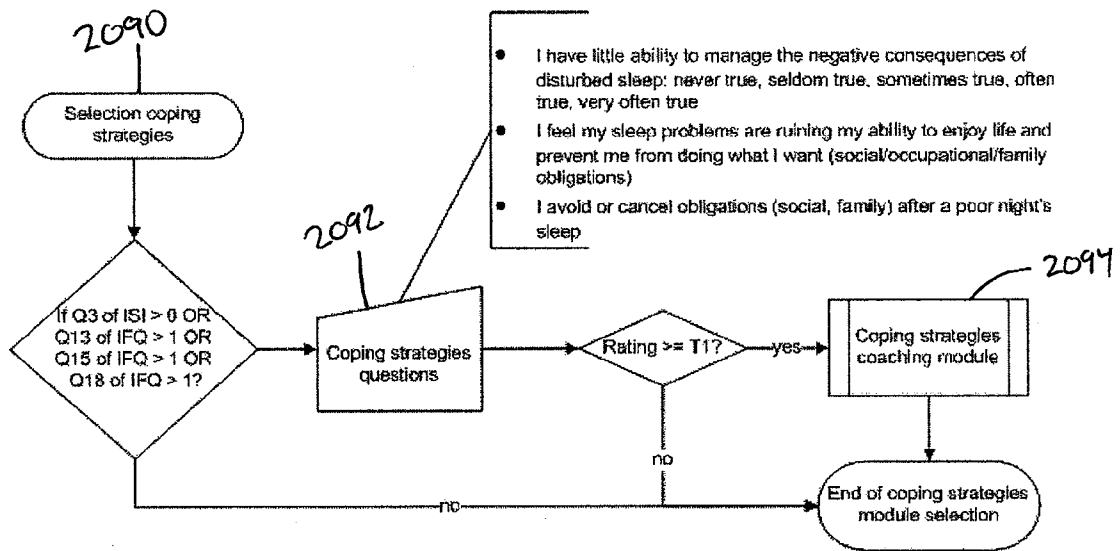 2090
Selection coping
strategies
• I have little ability to manage the negative consequences of
disturbed sleep: never true, seldom true, sometimes true, often
true, very often true
• I feel my sleep problems are ruining my ability to enjoy life and
prevent me from doing what I want (social/occupational/family
obligations)
• I avoid or cancel obligations (social, family) after a poor night's
sleep
2092
2094
If Q3 of ISI > 0 OR
Q13 of IFQ > 1 OR
Q15 of IFQ > 1 OR
Q18 of IFQ > 1?
Coping strategies
questions
Rating >= T1?
yes
Coping strategies
coaching module
no
no
End of coping strategies
module selection